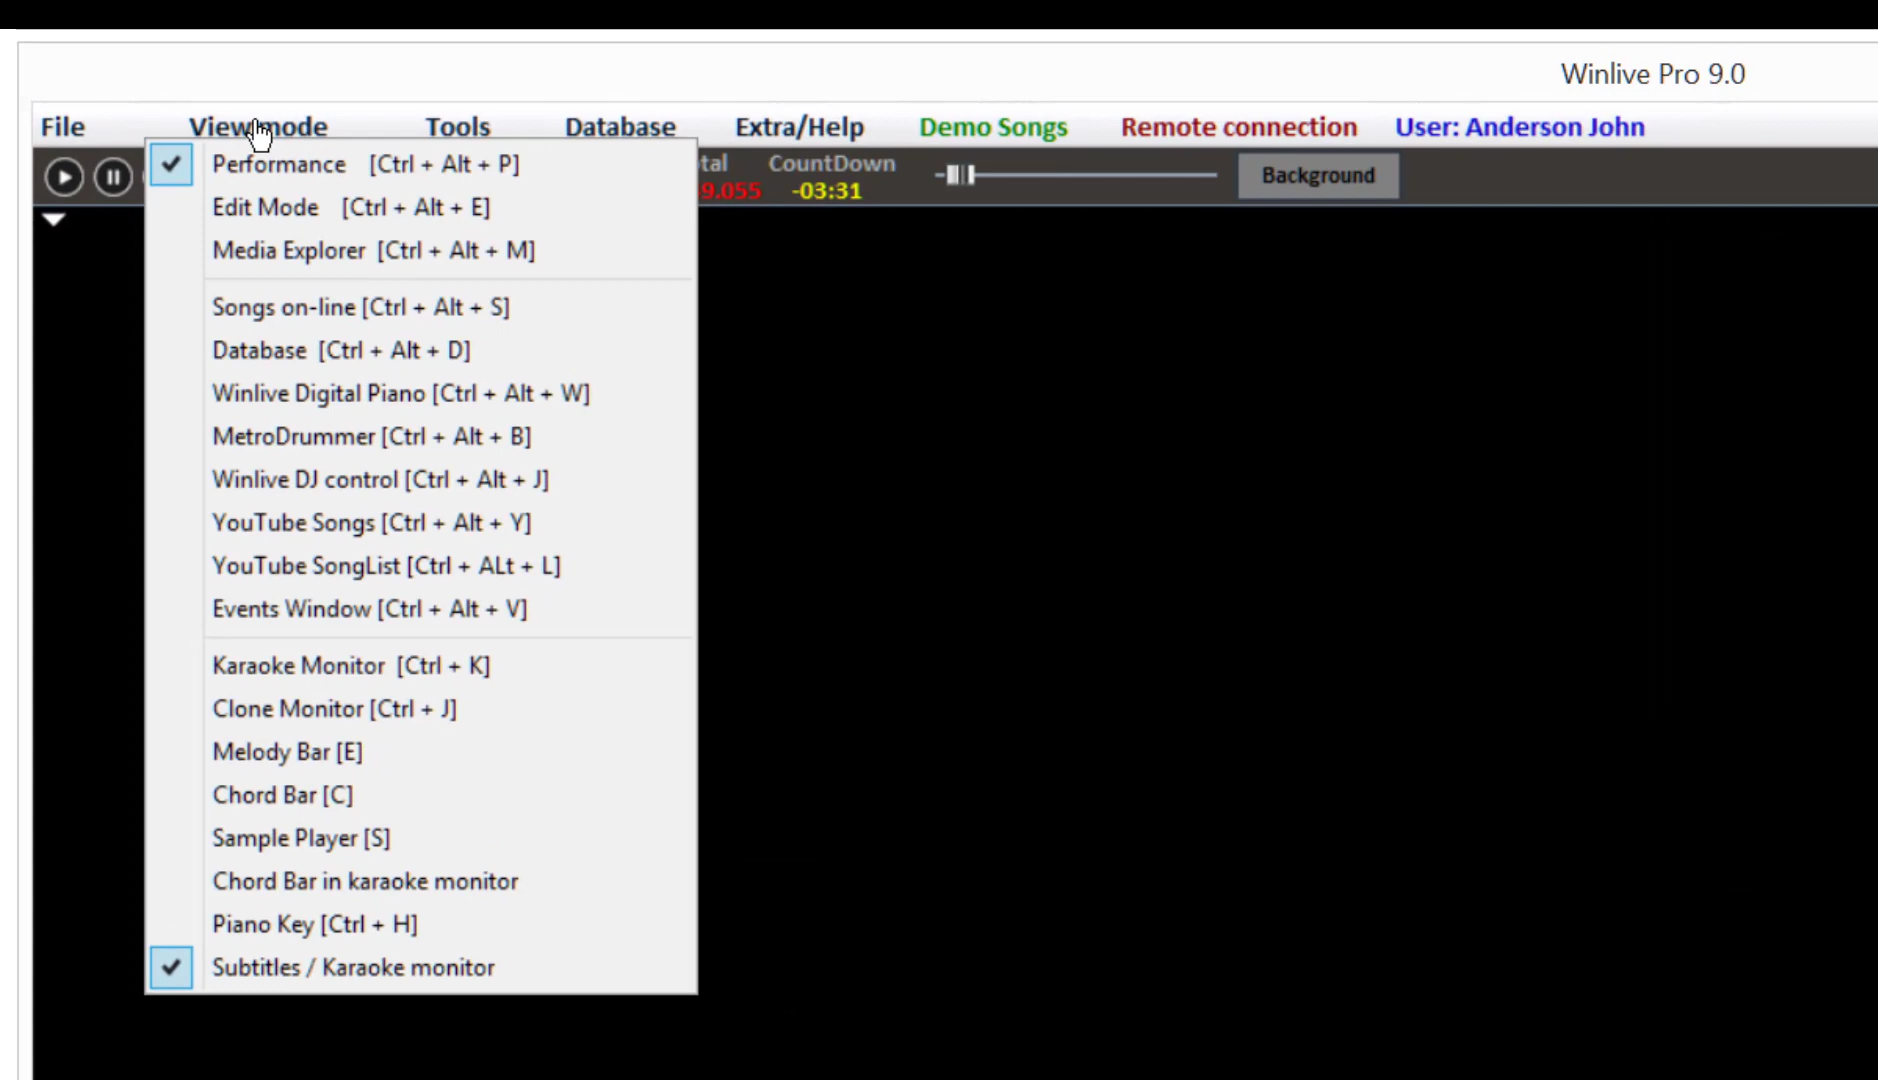 Winlive Pro 9.0
File View mode Tools Database Extra/Help Demo Songs Remote connection User: Anderson John
CountDown
-03:31
Background
Performance [Ctrl + Alt + P]
Edit Mode [Ctrl + Alt + E]
Media Explorer [Ctrl + Alt + M]
Songs on-line [Ctrl + Alt + S]
Database [Ctrl + Alt + D]
Winlive Digital Piano [Ctrl + Alt + W]
MetroDrummer [Ctrl + Alt + B]
Winlive DJ control [Ctrl + Alt + J]
YouTube Songs [Ctrl + Alt + Y]
YouTube SongList [Ctrl + ALt + L]
Events Window [Ctrl + Alt + V]
Karaoke Monitor [Ctrl + K]
Clone Monitor [Ctrl + J]
Melody Bar [E]
Chord Bar [C]
Sample Player [S]
Chord Bar in karaoke monitor
Piano Key [Ctrl + H]
Subtitles / Karaoke monitor